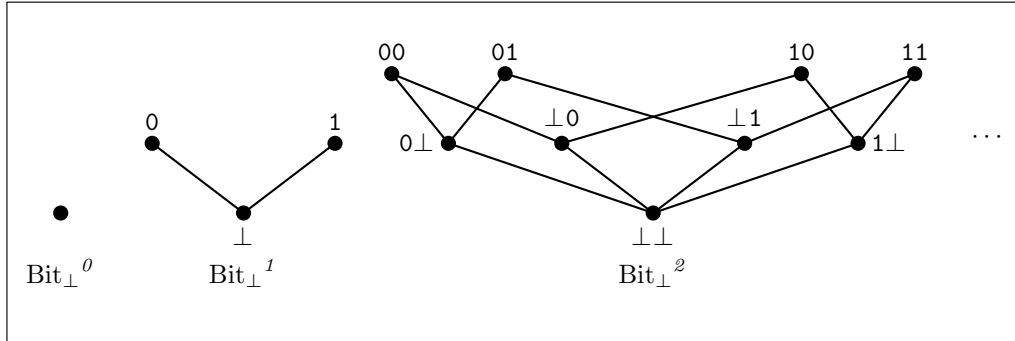 00 01 10 11
0 1 ⊥0 ⊥1
0⊥ 1⊥ ...
⊥ ⊥⊥
Bit⊥⁰ Bit⊥¹ Bit⊥²